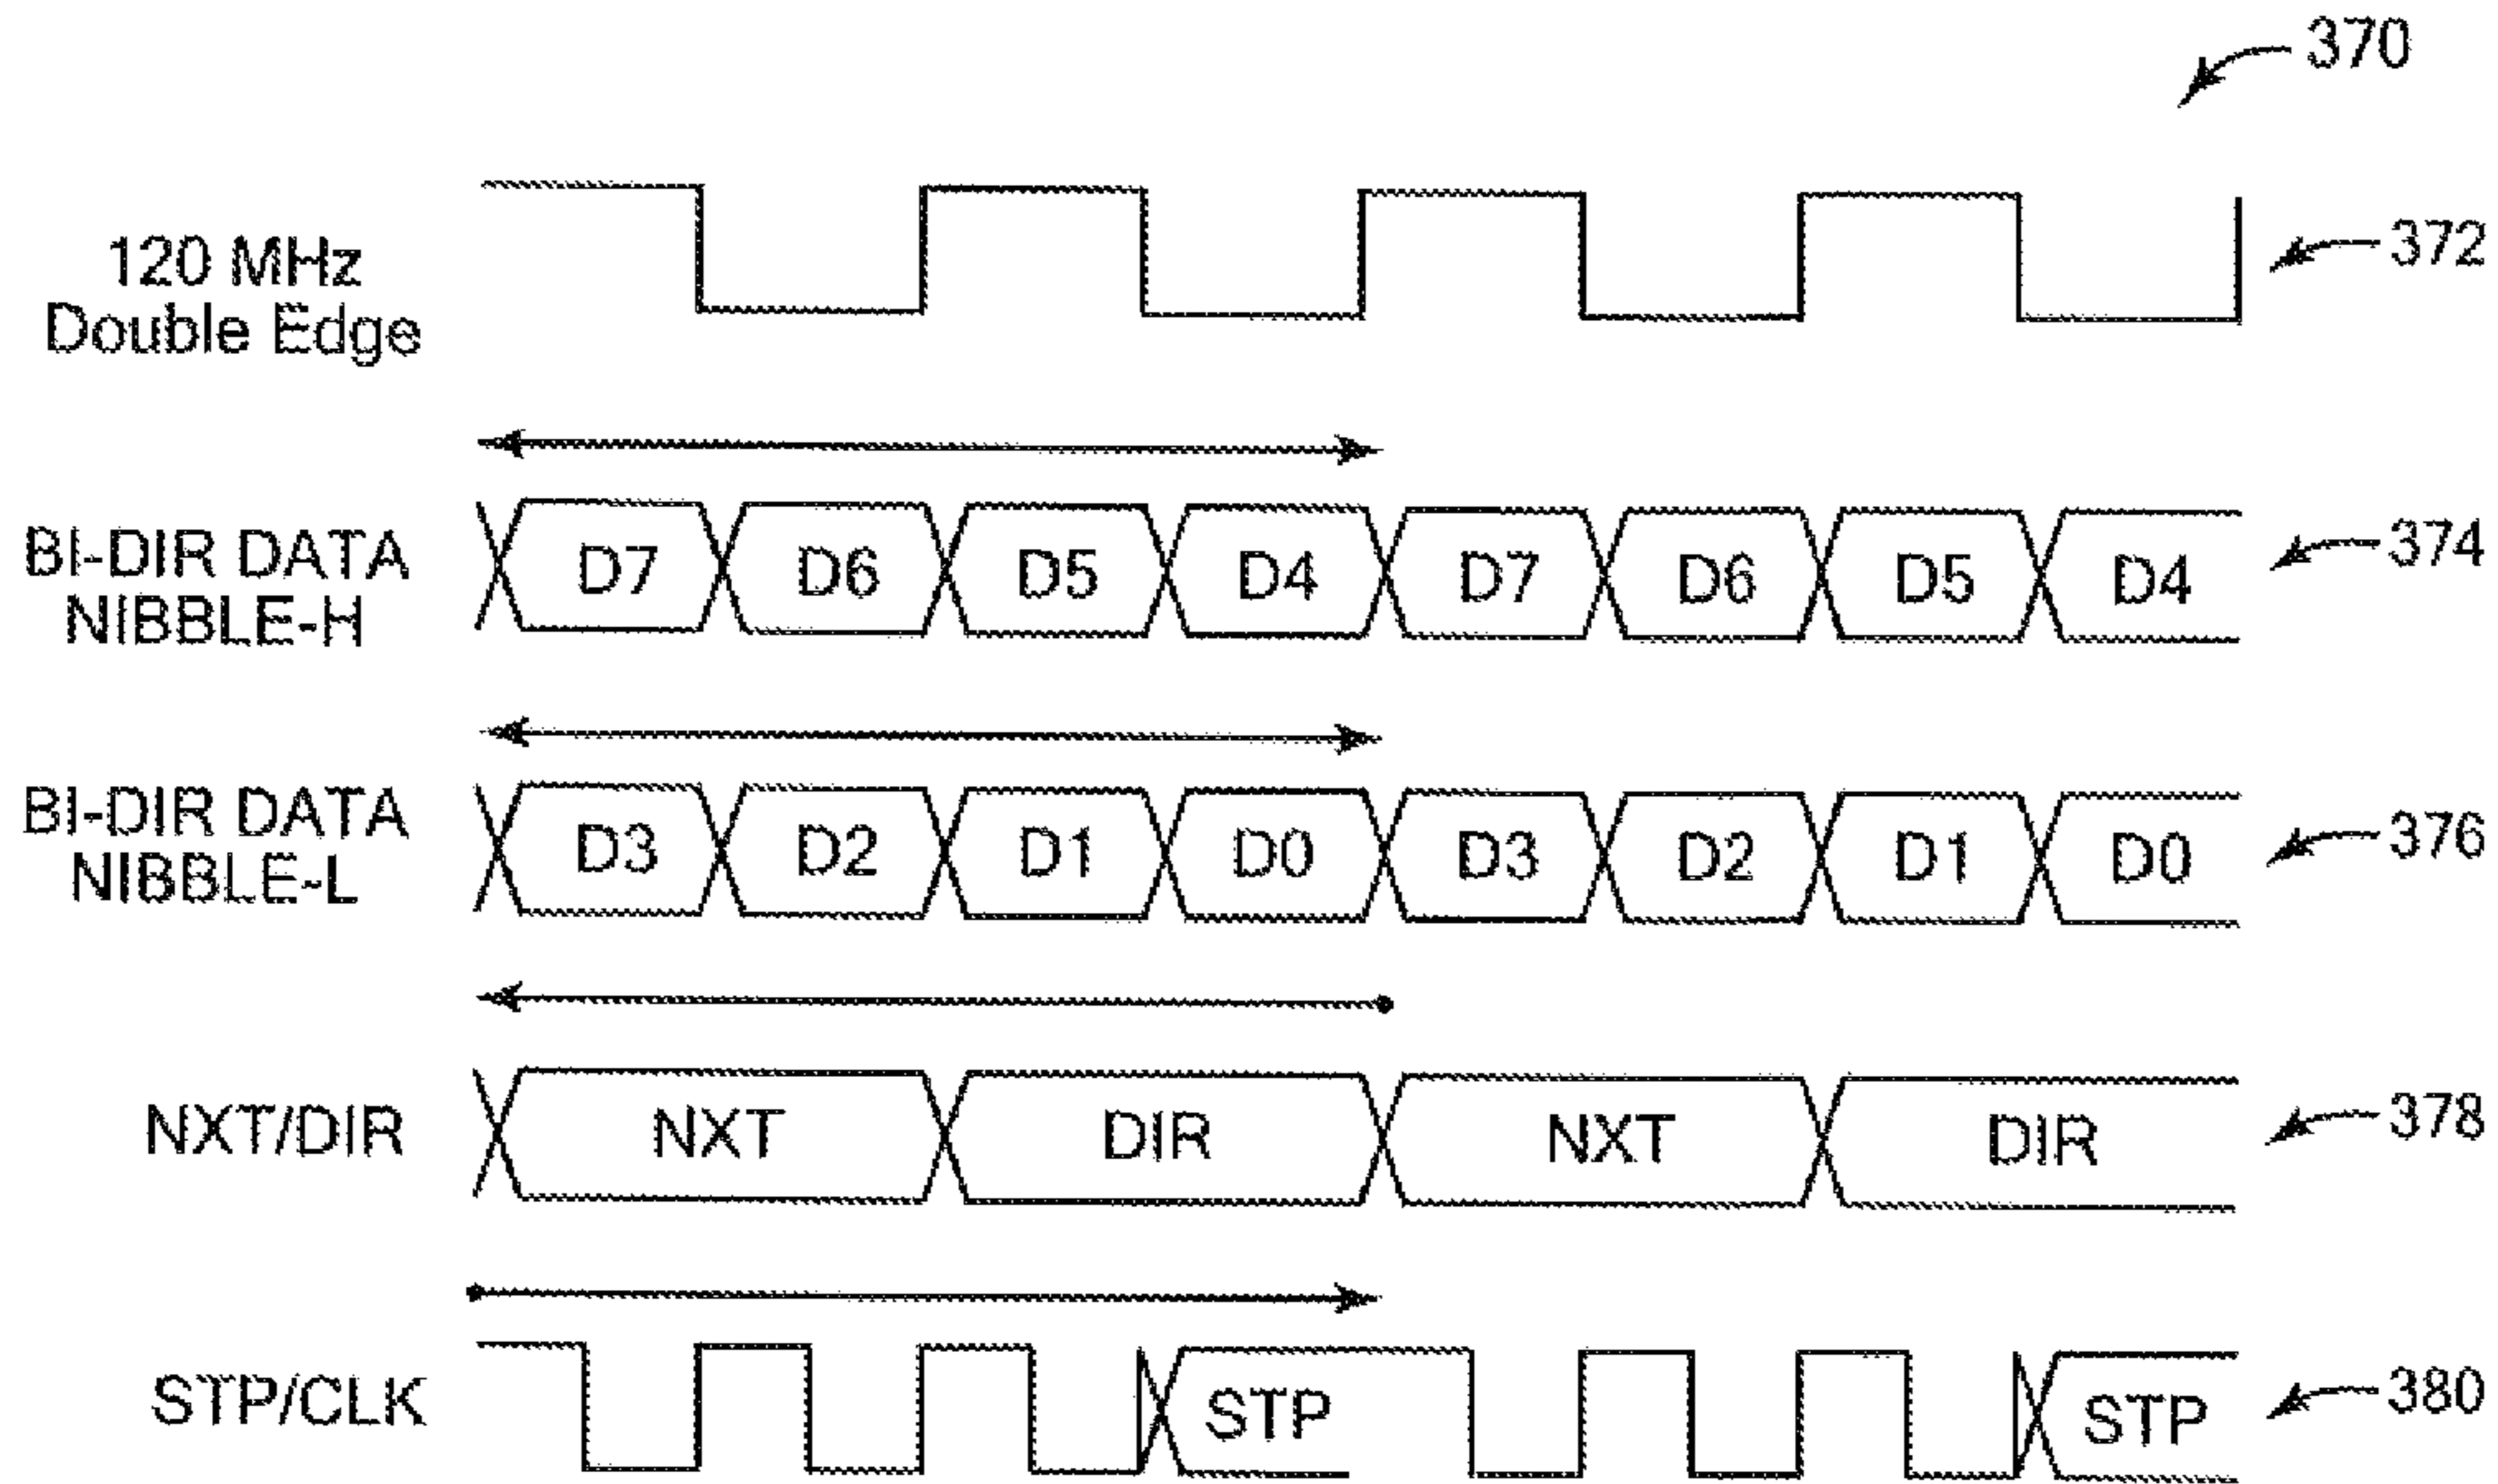 370
120 MHz
Double Edge
372
BI-DIR DATA
NIBBLE-H
D7 D6 D5 D4 D7 D6 D5 D4
374
BI-DIR DATA
NIBBLE-L
D3 D2 D1 D0 D3 D2 D1 D0
376
NXT/DIR
NXT DIR NXT DIR
378
STP/CLK
STP STP
380